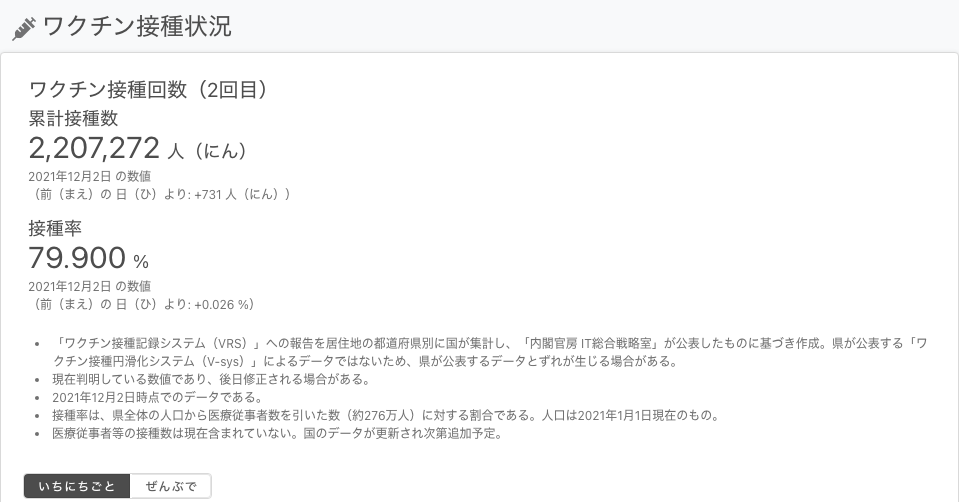 ワクチン接種状況
ワクチン接種回数（2回目）
累計接種数
2,207,272 人（にん）
2021年12月2日 の数値
（前（まえ）の 日（ひ）より: +731 人（にん））
接種率
79.900 %
2021年12月2日 の数値
（前（まえ）の 日（ひ）より: +0.026 %）
• 「ワクチン接種記録システム（VRS）」への報告を居住地の都道府県別に国が集計し、「内閣官房 IT総合戦略室」が公表したものに基づき作成。県が公表する「ワ
クチン接種円滑化システム（V-sys）」によるデータではないため、県が公表するデータとずれが生じる場合がある。
• 現在判明している数値であり、後日修正される場合がある。
• 2021年12月2日時点でのデータである。
• 接種率は、県全体の人口から医療従事者数を引いた数（約276万人）に対する割合である。人口は2021年1月1日現在のもの。
• 医療従事者等の接種数は現在含まれていない。国のデータが更新され次第追加予定。
いちにちごと ぜんぶで